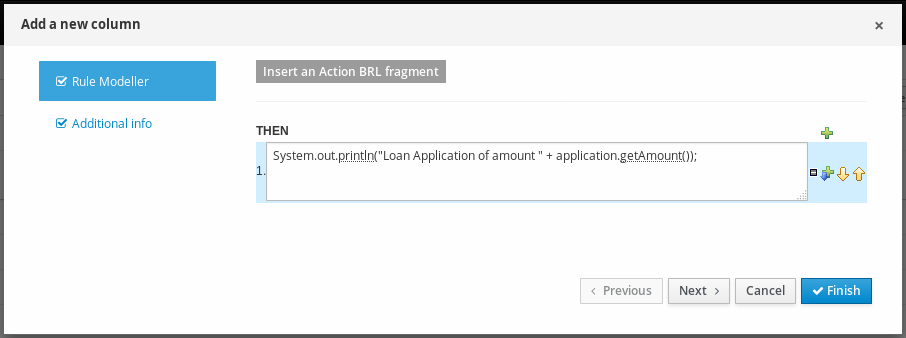 Add a new column
×
Rule Modeller
Insert an Action BRL fragment
Additional info
THEN
1.
System.out.println("Loan Application of amount " + application.getAmount());
Previous
Next
Cancel
Finish